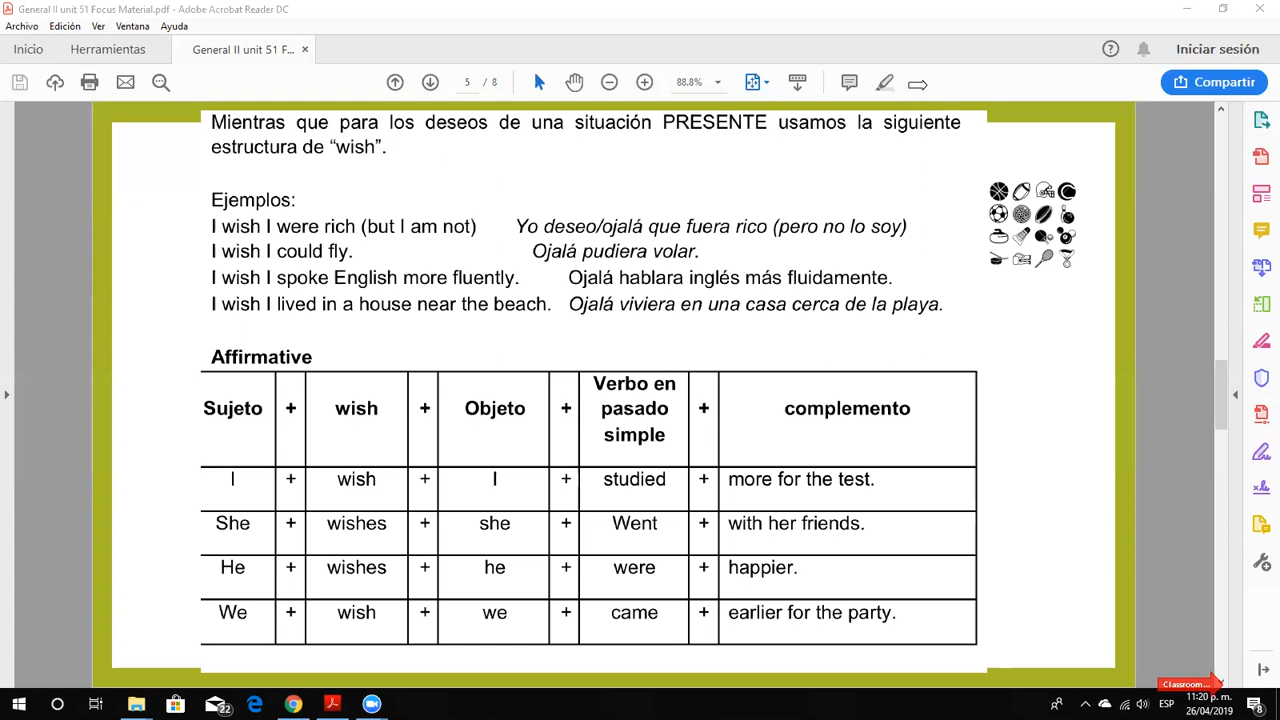 General II unit 51 Focus Material.pdf - Adobe Acrobat Reader DC
Archivo Edición Ver Ventana Ayuda
Inicio Herramientas General II unit 51 F... × Iniciar sesión
5 / 8 88.8% Compartir
Mientras que para los deseos de una situación PRESENTE usamos la siguiente
estructura de “wish”.
Ejemplos:
I wish I were rich (but I am not) Yo deseo/ojalá que fuera rico (pero no lo soy)
I wish I could fly. Ojalá pudiera volar.
I wish I spoke English more fluently. Ojalá hablara inglés más fluidamente.
I wish I lived in a house near the beach. Ojalá viviera en una casa cerca de la playa.
Affirmative
Sujeto + wish + Objeto + Verbo en pasado simple + complemento
I + wish + I + studied + more for the test.
She + wishes + she + Went + with her friends.
He + wishes + he + were + happier.
We + wish + we + came + earlier for the party.
Classroom...
22 ESP 11:20 p. m. 8
26/04/2019